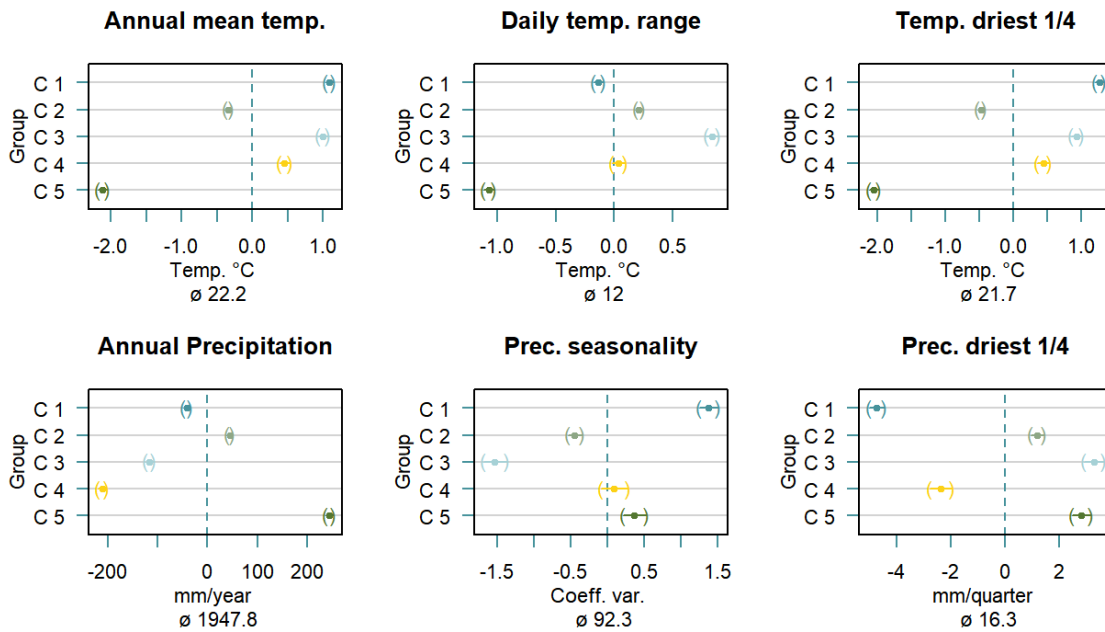 Annual mean temp.
Group
C 1
C 2
C 3
C 4
C 5
-2.0 -1.0 0.0 1.0
Temp. °C
ø 22.2
Daily temp. range
Group
C 1
C 2
C 3
C 4
C 5
-1.0 -0.5 0.0 0.5
Temp. °C
ø 12
Temp. driest 1/4
Group
C 1
C 2
C 3
C 4
C 5
-2.0 -1.0 0.0 1.0
Temp. °C
ø 21.7
Annual Precipitation
Group
C 1
C 2
C 3
C 4
C 5
-200 0 100 200
mm/year
ø 1947.8
Prec. seasonality
Group
C 1
C 2
C 3
C 4
C 5
-1.5 -0.5 0.5 1.5
Coeff. var.
ø 92.3
Prec. driest 1/4
Group
C 1
C 2
C 3
C 4
C 5
-4 -2 0 2
mm/quarter
ø 16.3